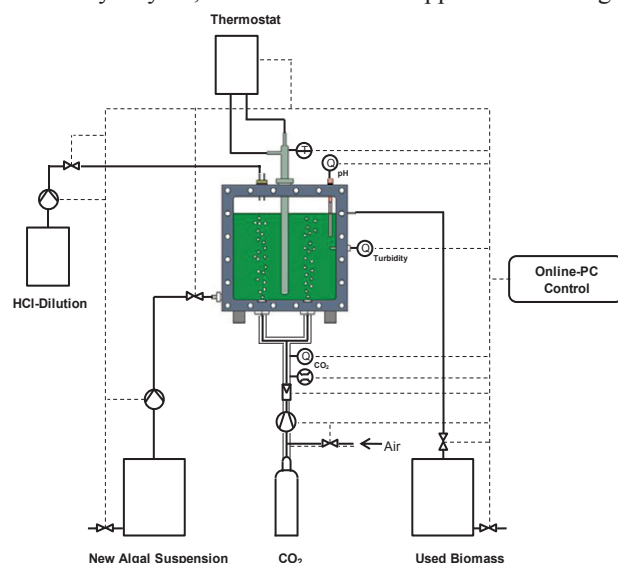 Thermostat
T
Q
pH
Q
Turbidity
HCl-Dilution
Online-PC
Control
Q
CO₂
Air
New Algal Suspension
CO₂
Used Biomass